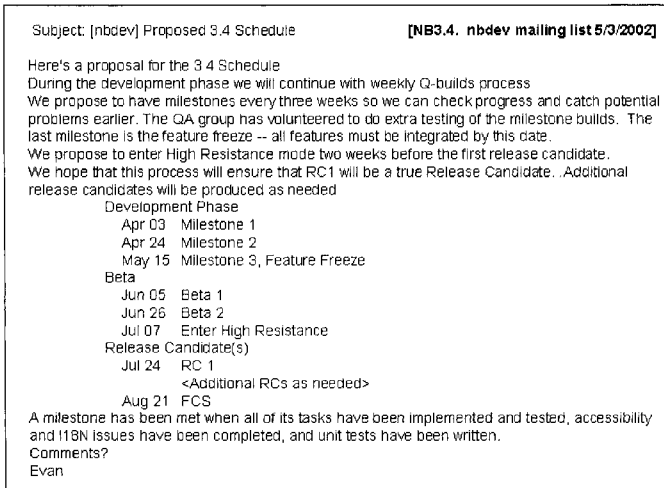 Subject: [nbdev] Proposed 3.4 Schedule [NB3.4. nbdev mailing list 5/3/2002]
Here's a proposal for the 3 4 Schedule
During the development phase we will continue with weekly Q-builds process
We propose to have milestones every three weeks so we can check progress and catch potential
problems earlier. The QA group has volunteered to do extra testing of the milestone builds. The
last milestone is the feature freeze -- all features must be integrated by this date.
We propose to enter High Resistance mode two weeks before the first release candidate.
We hope that this process will ensure that RC1 will be a true Release Candidate. .Additional
release candidates will be produced as needed
Development Phase
Apr 03 Milestone 1
Apr 24 Milestone 2
May 15 Milestone 3, Feature Freeze
Beta
Jun 05 Beta 1
Jun 26 Beta 2
Jul 07 Enter High Resistance
Release Candidate(s)
Jul 24 RC 1
<Additional RCs as needed>
Aug 21 FCS
A milestone has been met when all of its tasks have been implemented and tested, accessibility
and I18N issues have been completed, and unit tests have been written.
Comments?
Evan